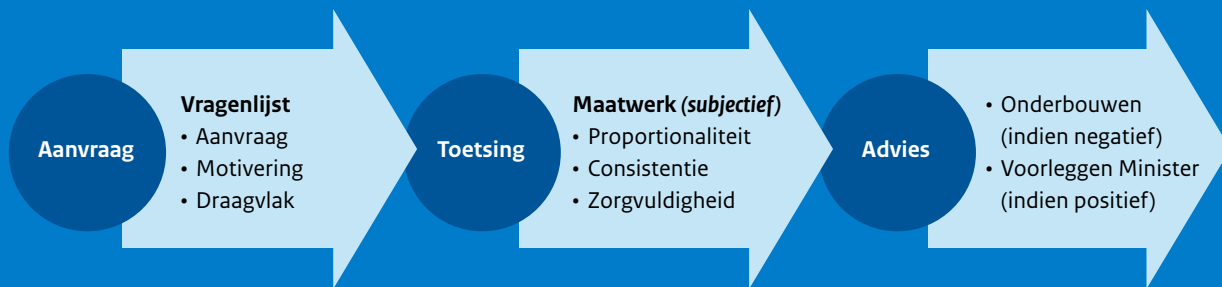 Aanvraag
Vragenlijst
• Aanvraag
• Motivering
• Draagvlak
Toetsing
Maatwerk (subjectief)
• Proportionaliteit
• Consistentie
• Zorgvuldigheid
Advies
• Onderbouwen
(indien negatief)
• Voorleggen Minister
(indien positief)